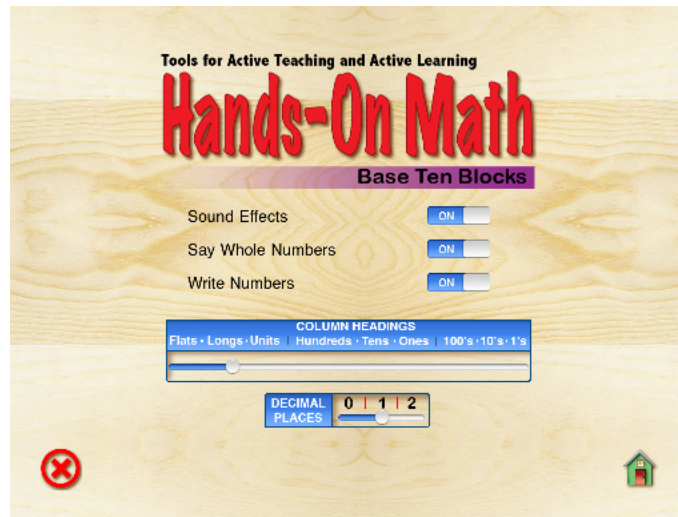 Tools for Active Teaching and Active Learning
Hands-On Math
Base Ten Blocks
Sound Effects ON
Say Whole Numbers ON
Write Numbers ON
COLUMN HEADINGS
Flats • Longs • Units | Hundreds • Tens • Ones | 100's • 10's • 1's
DECIMAL PLACES 0 | 1 | 2